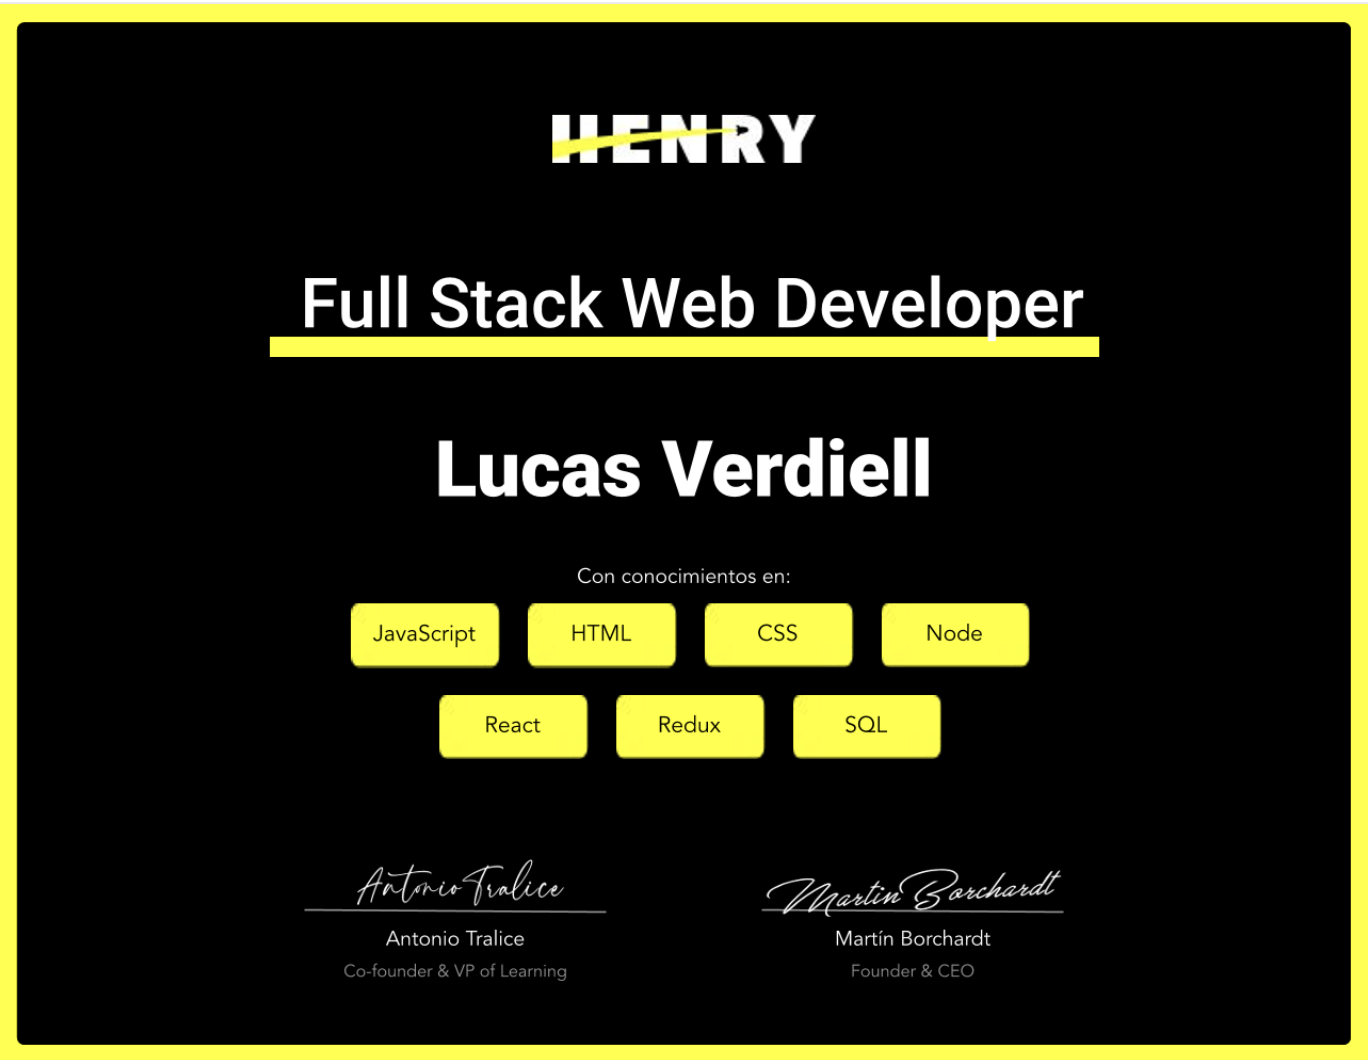 HENRY
Full Stack Web Developer
Lucas Verdiell
Con conocimientos en:
JavaScript HTML CSS Node
React Redux SQL
Antonio Tralice Martin Borchardt
Antonio Tralice Martín Borchardt
Co-founder & VP of Learning Founder & CEO